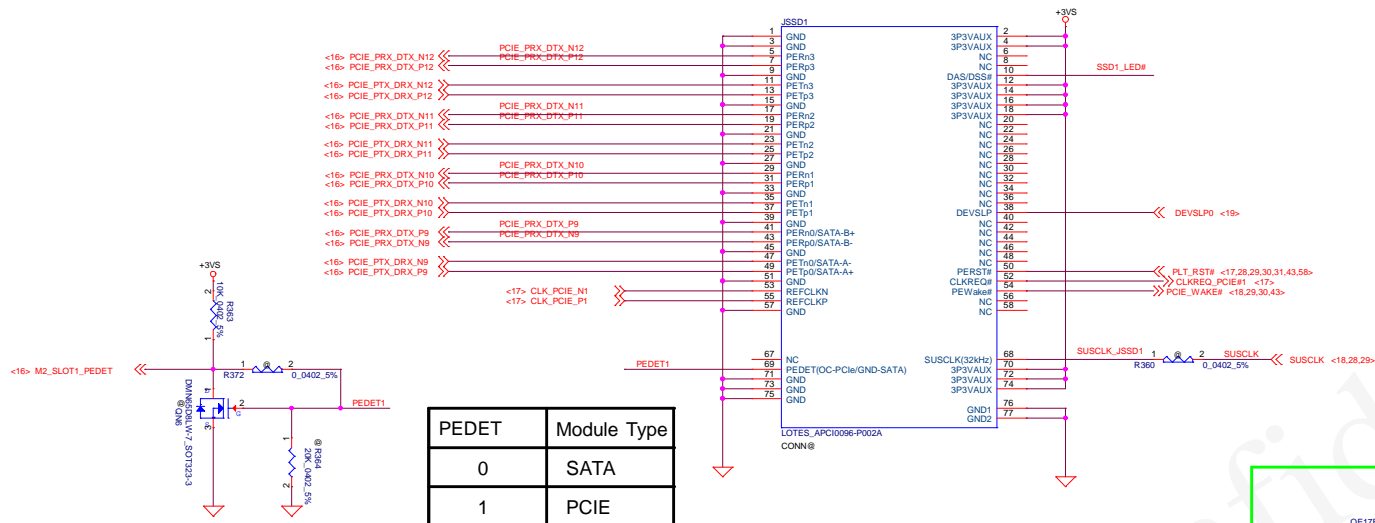 JSSD1
+3VS
1 GND 3P3VAUX 2
3 GND 3P3VAUX 4
<16> PCIE_PRX_DTX_N12 PCIE_PRX_DTX_N12 5 PERn3 NC 6
<16> PCIE_PRX_DTX_P12 PCIE_PRX_DTX_P12 7 PERp3 NC 8
9 GND DAS/DSS# 10 SSD1_LED#
<16> PCIE_PTX_DRX_N12 11 PETn3 3P3VAUX 12
<16> PCIE_PTX_DRX_P12 13 PETp3 3P3VAUX 14
15 GND 3P3VAUX 16
<16> PCIE_PRX_DTX_N11 PCIE_PRX_DTX_N11 17 PERn2 3P3VAUX 18
<16> PCIE_PRX_DTX_P11 PCIE_PRX_DTX_P11 19 PERp2 NC 20
21 GND NC 22
<16> PCIE_PTX_DRX_N11 23 PETn2 NC 24
<16> PCIE_PTX_DRX_P11 25 PETp2 NC 26
27 GND NC 28
<16> PCIE_PRX_DTX_N10 PCIE_PRX_DTX_N10 29 PERn1 NC 30
<16> PCIE_PRX_DTX_P10 PCIE_PRX_DTX_P10 31 PERp1 NC 32
33 GND NC 34
<16> PCIE_PTX_DRX_N10 35 PETn1 NC 36
<16> PCIE_PTX_DRX_P10 37 PETp1 DEVSLP 38 DEVSLP0 <19>
39 GND NC 40
<16> PCIE_PRX_DTX_P9 PCIE_PRX_DTX_P9 41 PERn0/SATA-B+ NC 42
<16> PCIE_PRX_DTX_N9 PCIE_PRX_DTX_N9 43 PERp0/SATA-B- NC 44
45 GND NC 46
<16> PCIE_PTX_DRX_N9 47 PETn0/SATA-A- NC 48
<16> PCIE_PTX_DRX_P9 49 PETp0/SATA-A+ PERST# 50 PLT_RST# <17,28,29,30,31,43,58>
51 GND CLKREQ# 52 CLKREQ_PCIE#1 <17>
<17> CLK_PCIE_N1 53 REFCLKN PEWake# 54 PCIE_WAKE# <18,29,30,43>
<17> CLK_PCIE_P1 55 REFCLKP NC 56
57 GND NC 58
67 NC SUSCLK(32kHz) 68 SUSCLK_JSSD1 1 @ 2 SUSCLK SUSCLK <18,28,29>
R360 0_0402_5%
PEDET1 69 PEDET(OC-PCIe/GND-SATA) 3P3VAUX 70
71 GND 3P3VAUX 72
73 GND 3P3VAUX 74
75 GND
GND1 76
GND2 77
LOTES_APCI0096-P002A
CONN@
+3VS
2
R363
10K_0402_5%
1
<16> M2_SLOT1_PEDET
1 @ 2
R372 0_0402_5%
DMN65D8LW-7_SOT323-3
@ QN6
2 PEDET1
3
1
@ R364
20K_0402_5%
2
PEDET Module Type
0 SATA
1 PCIE